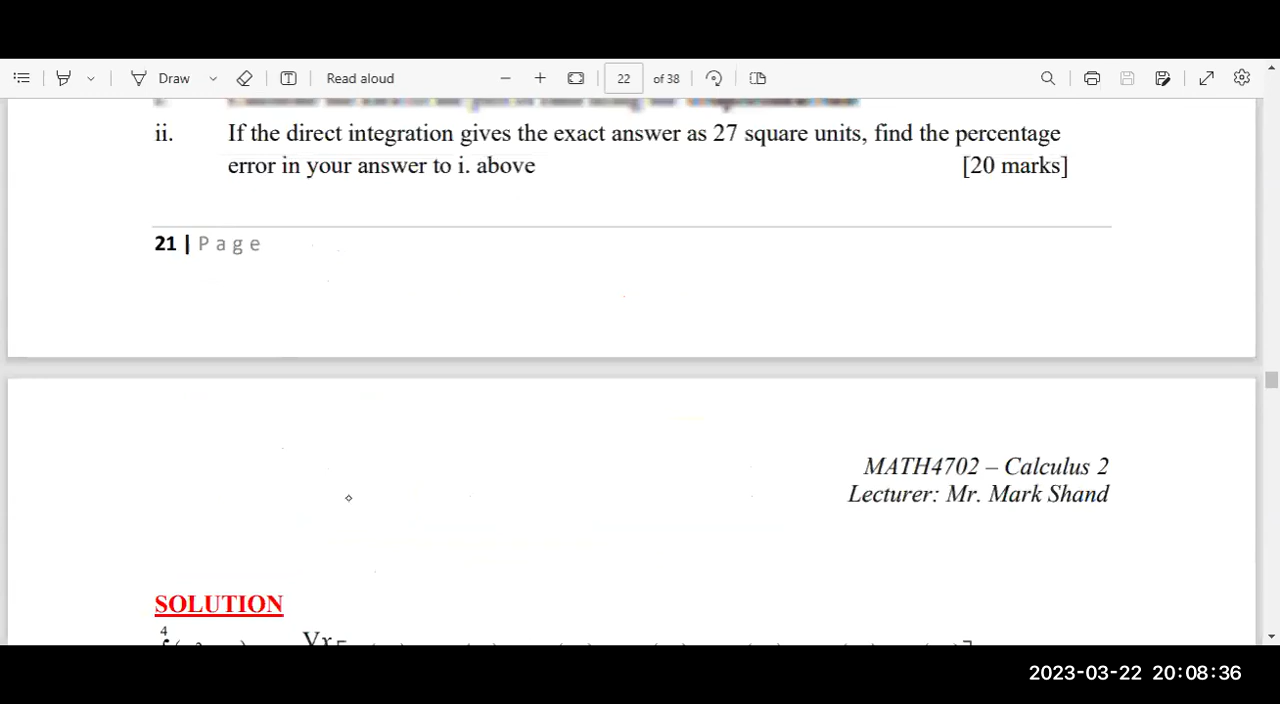 Draw
Read aloud
22 of 38
ii. If the direct integration gives the exact answer as 27 square units, find the percentage
error in your answer to i. above [20 marks]
21 | Page
MATH4702 – Calculus 2
Lecturer: Mr. Mark Shand
SOLUTION
4
2023-03-22 20:08:36